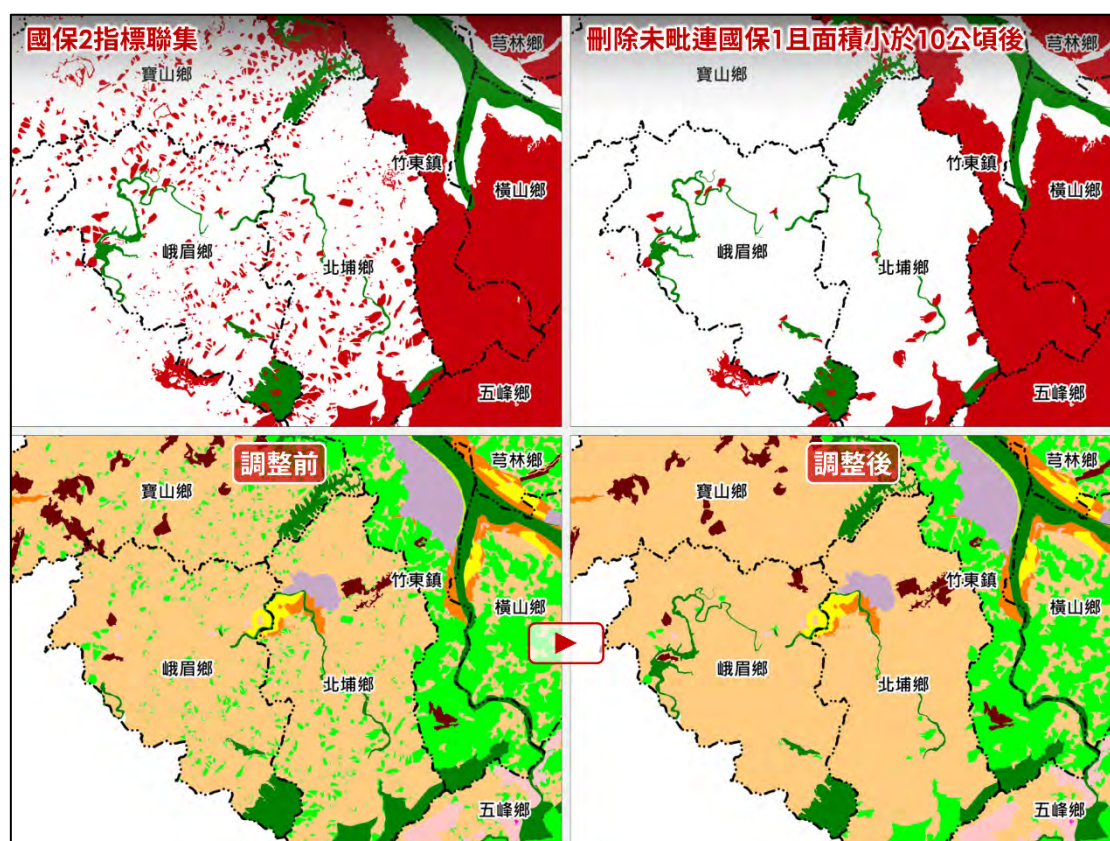 國保2指標聯集
芎林鄉
寶山鄉
竹東鎮
橫山鄉
峨眉鄉
北埔鄉
五峰鄉
刪除未毗連國保1且面積小於10公頃後
芎林鄉
寶山鄉
竹東鎮
橫山鄉
峨眉鄉
北埔鄉
五峰鄉
調整前
芎林鄉
寶山鄉
竹東鎮
橫山鄉
峨眉鄉
北埔鄉
五峰鄉
調整後
芎林鄉
寶山鄉
竹東鎮
橫山鄉
峨眉鄉
北埔鄉
五峰鄉